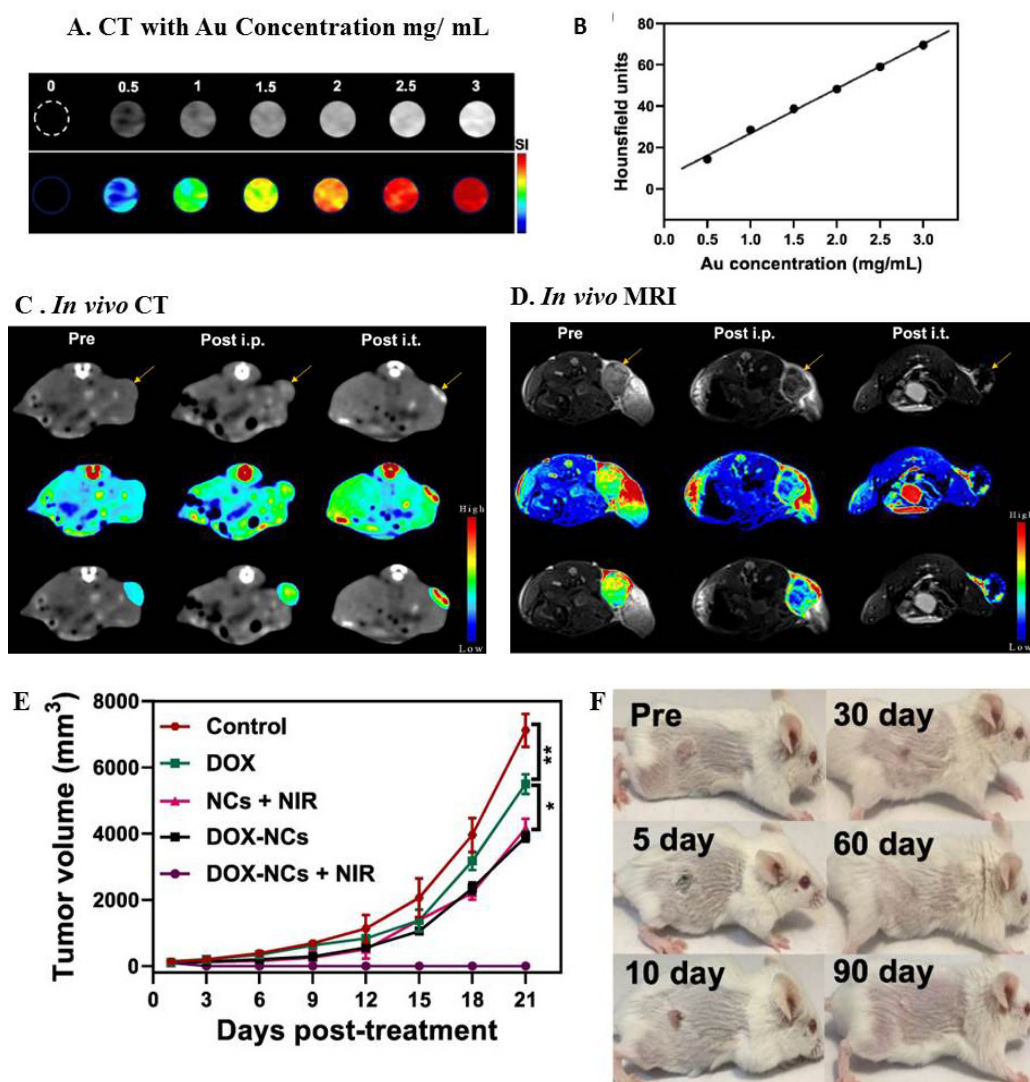 A. CT with Au Concentration mg/ mL
0 0.5 1 1.5 2 2.5 3
SI
B
80
60
40
20
0
Hounsfield units
0.0 0.5 1.0 1.5 2.0 2.5 3.0
Au concentration (mg/mL)
C . In vivo CT
Pre Post i.p. Post i.t.
High
Low
D. In vivo MRI
Pre Post i.p. Post i.t.
High
Low
E
8000
6000
4000
2000
0
Tumor volume (mm³)
Control
DOX
NCs + NIR
DOX-NCs
DOX-NCs + NIR
**
*
0 3 6 9 12 15 18 21
Days post-treatment
F
Pre 30 day
5 day 60 day
10 day 90 day